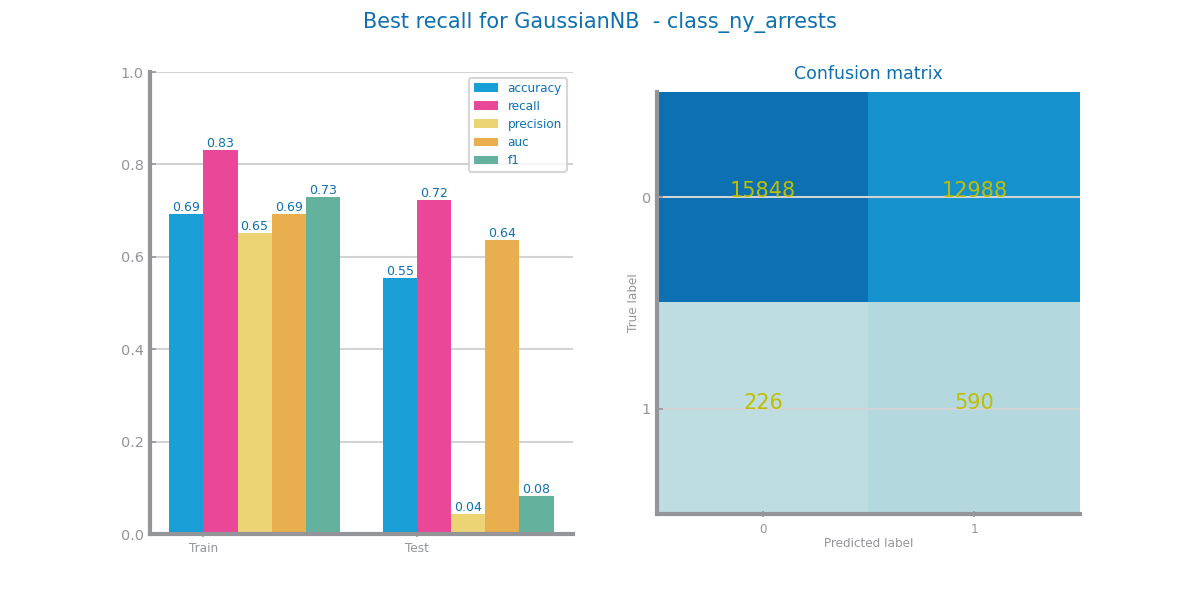 Best recall for GaussianNB - class_ny_arrests
1.0
0.8
0.6
0.4
0.2
0.0
accuracy
recall
precision
auc
f1
0.69
0.83
0.65
0.69
0.73
0.55
0.72
0.04
0.64
0.08
Train
Test
Confusion matrix
True label
0
1
15848
12988
226
590
0
1
Predicted label